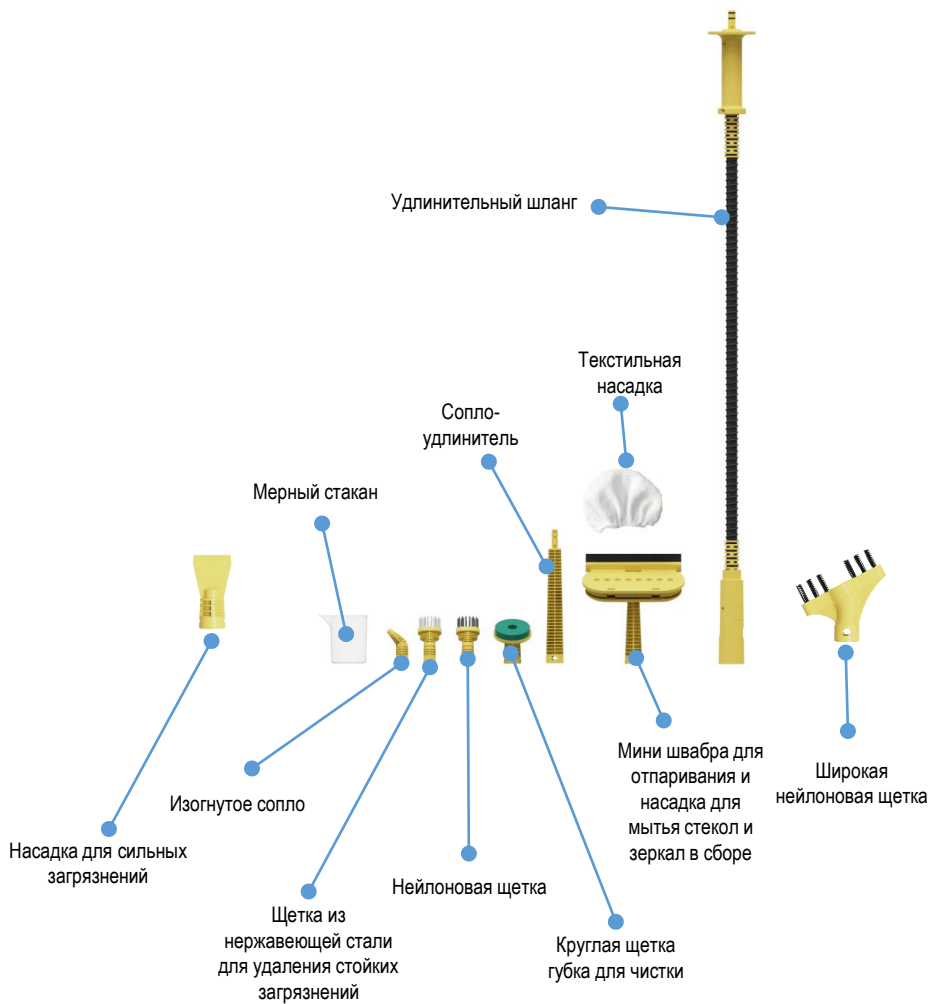 Удлинительный шланг
Текстильная
насадка
Сопло-
удлинитель
Мерный стакан
Мини швабра для
отпаривания и
насадка для
мытья стекол и
зеркал в сборе
Широкая
нейлоновая щетка
Изогнутое сопло
Насадка для сильных
загрязнений
Нейлоновая щетка
Щетка из
нержавеющей стали
для удаления стойких
загрязнений
Круглая щетка
губка для чистки